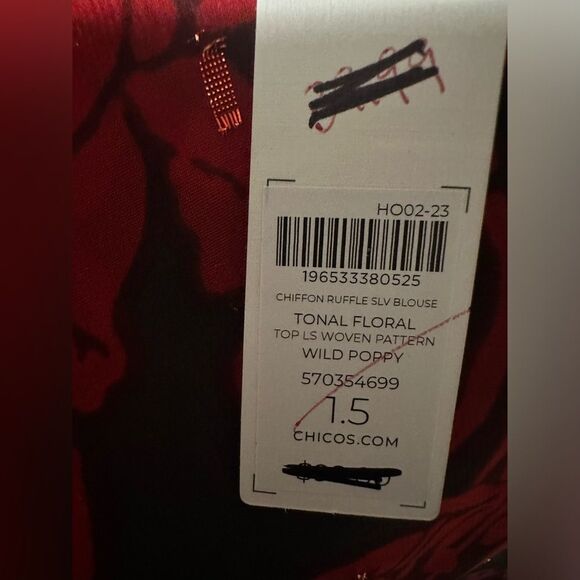 HO02-23
196533380525
CHIFFON RUFFLE SLV BLOUSE
TONAL FLORAL
TOP LS WOVEN PATTERN
WILD POPPY
570354699
1.5
CHICOS.COM